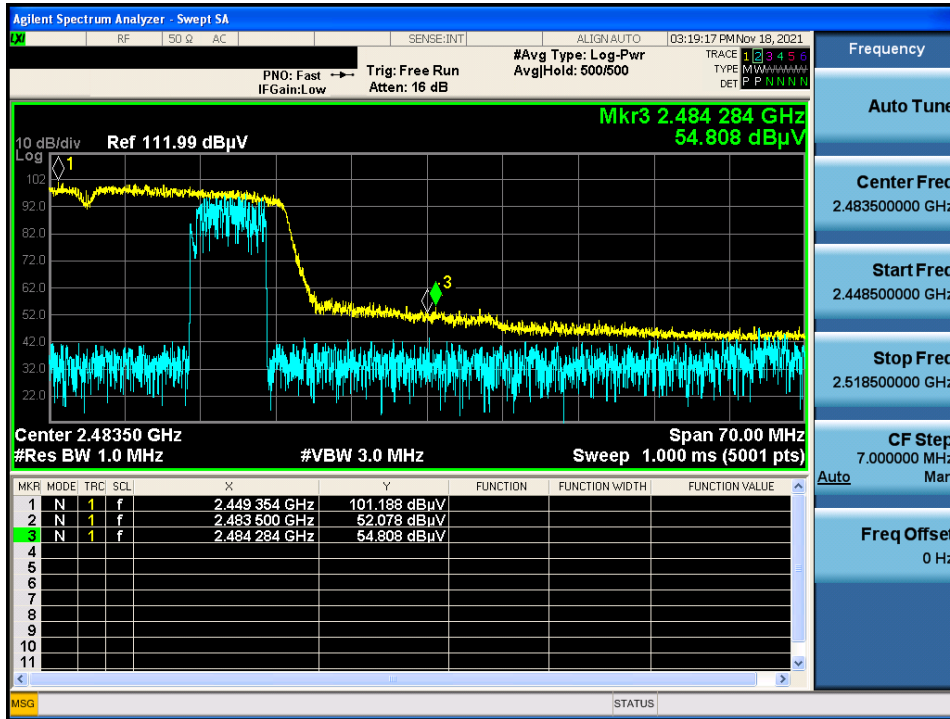 Agilent Spectrum Analyzer - Swept SA
LXI RF 50 Ω AC SENSE:INT ALIGN AUTO 03:19:17 PM Nov 18, 2021
PNO: Fast
IFGain:Low
Trig: Free Run
Atten: 16 dB
#Avg Type: Log-Pwr
Avg|Hold: 500/500
TRACE 1 2 3 4 5 6
TYPE M W W W W W
DET P P N N N N
Mkr3 2.484 284 GHz
54.808 dBµV
10 dB/div Ref 111.99 dBµV
Log
1
102
92.0
82.0
72.0
3
62.0
52.0
42.0
32.0
22.0
Center 2.48350 GHz Span 70.00 MHz
#Res BW 1.0 MHz #VBW 3.0 MHz Sweep 1.000 ms (5001 pts)
MKR MODE TRC SCL X Y FUNCTION FUNCTION WIDTH FUNCTION VALUE
1 N 1 f 2.449 354 GHz 101.188 dBµV
2 N 1 f 2.483 500 GHz 52.078 dBµV
3 N 1 f 2.484 284 GHz 54.808 dBµV
4
5
6
7
8
9
10
11
MSG STATUS
Frequency
Auto Tune
Center Freq
2.483500000 GHz
Start Freq
2.448500000 GHz
Stop Freq
2.518500000 GHz
CF Step
7.000000 MHz
Auto Man
Freq Offset
0 Hz